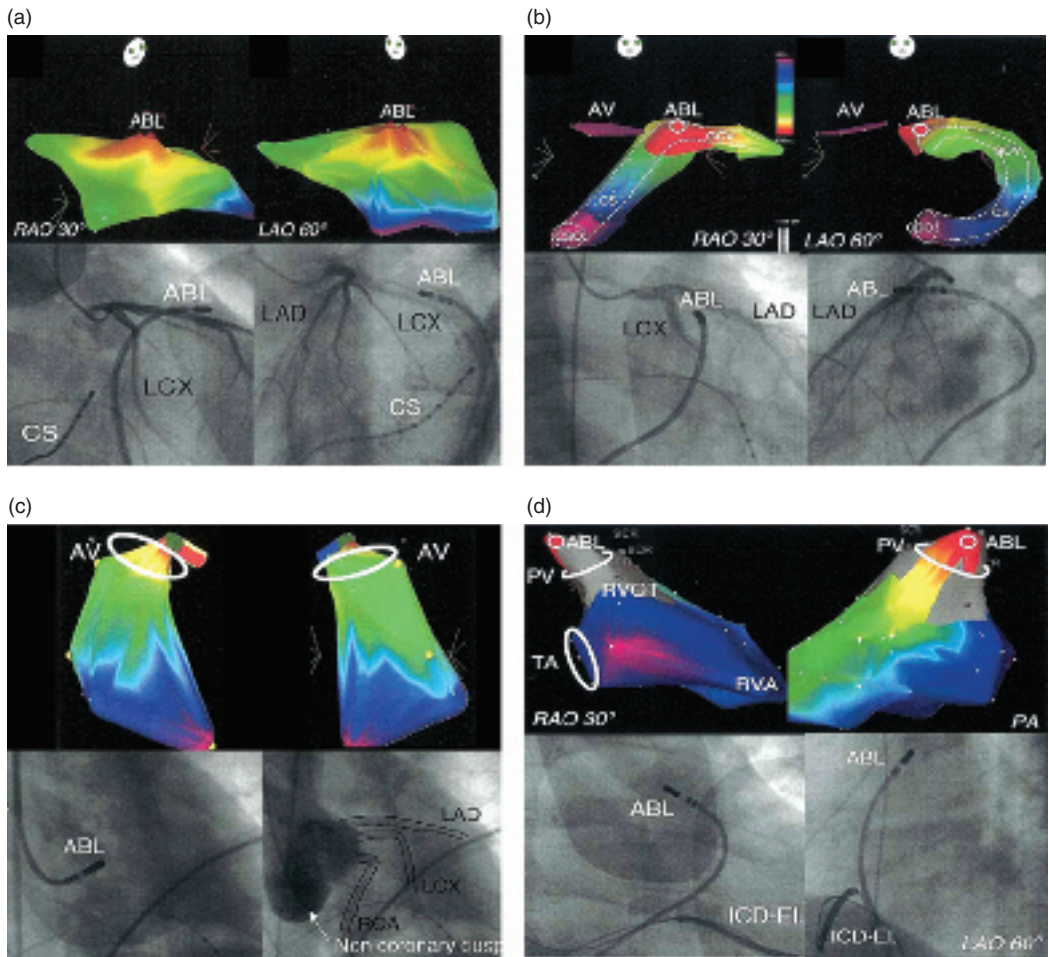 (a)
ABL
RAO 30°
LAO 60°
ABL
LCX
CS
LAD
ABL
LCX
CS
(b)
AV
ABL
CS
RAO 30°
AV
ABL
LAO 60°
LCX
ABL
LAD
ABL
LAD
(c)
AV
AV
ABL
LAD
LCX
RCA
Non coronary cusp
(d)
ABL
PV
RVOT
TA
RVA
RAO 30°
PV
ABL
PA
ABL
ICD-El.
ABL
ICD-El.
LAO 60°